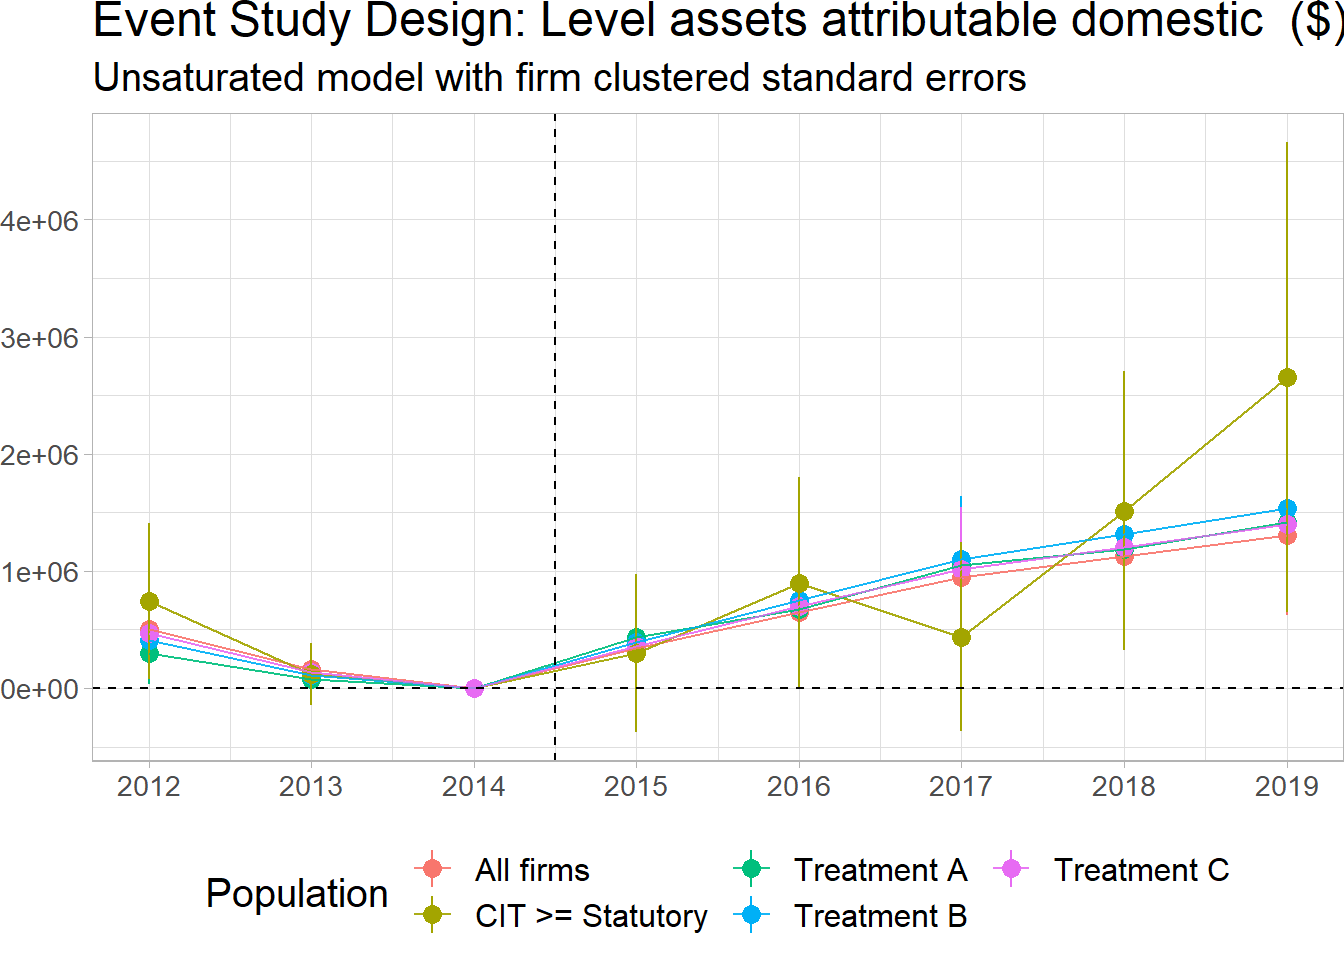 Event Study Design: Level assets attributable domestic ($)
Unsaturated model with firm clustered standard errors
4e+06
3e+06
2e+06
1e+06
0e+00
2012 2013 2014 2015 2016 2017 2018 2019
Population
All firms Treatment A Treatment C
CIT >= Statutory Treatment B